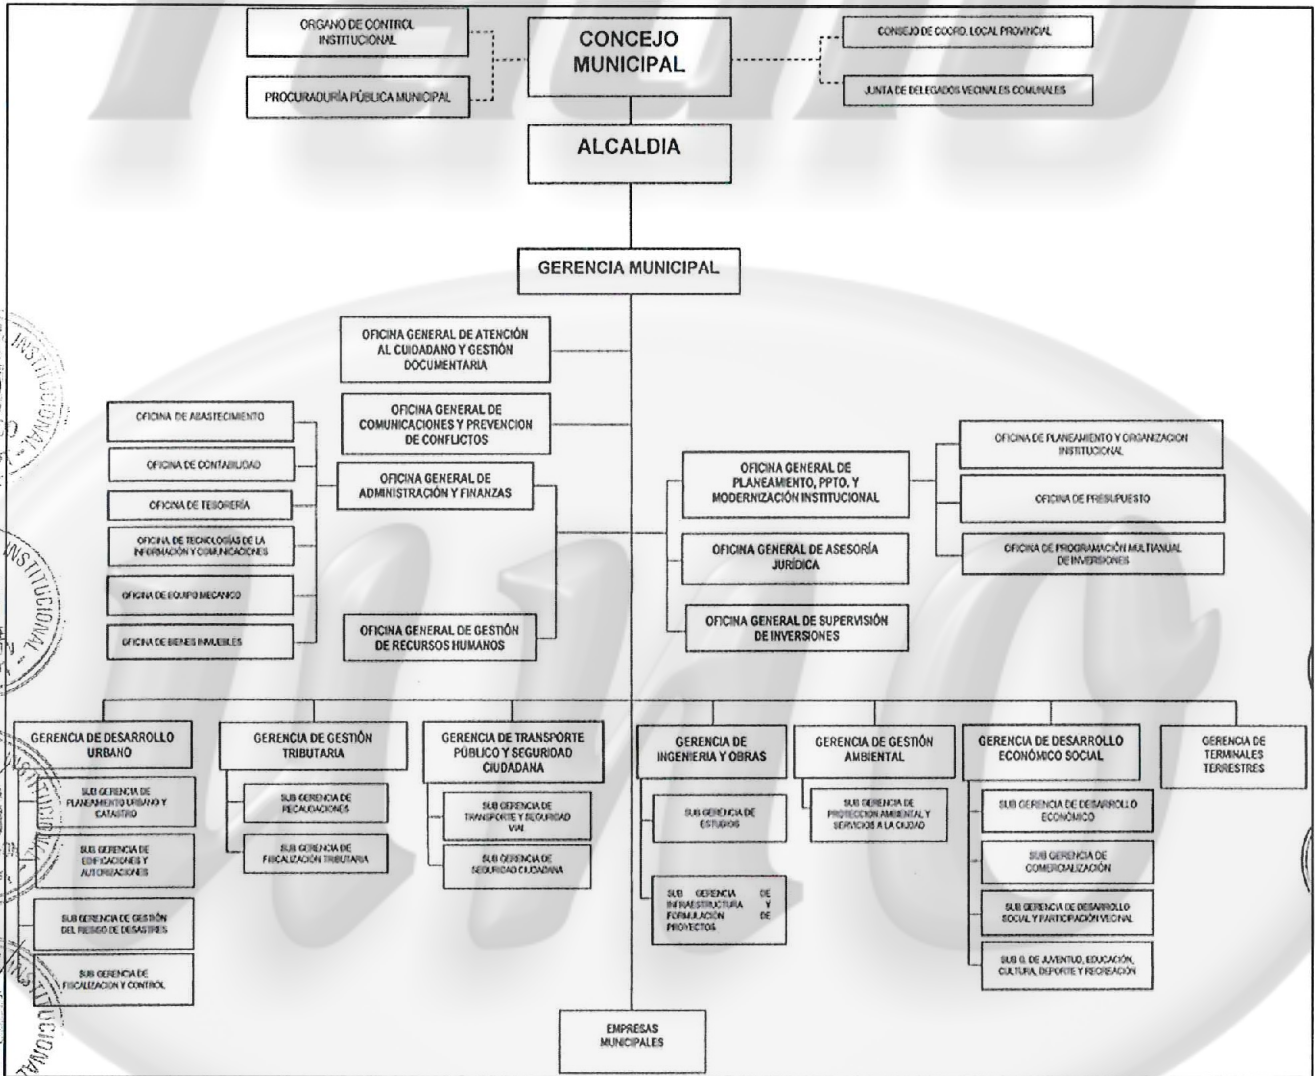 ORGANO DE CONTROL
INSTITUCIONAL
PROCURADURÍA PÚBLICA MUNICIPAL
CONCEJO
MUNICIPAL
CONSEJO DE COORD. LOCAL PROVINCIAL
JUNTA DE DELEGADOS VECINALES COMUNALES
ALCALDIA
GERENCIA MUNICIPAL
OFICINA GENERAL DE ATENCIÓN
AL CUIDADANO Y GESTIÓN
DOCUMENTARIA
OFICINA GENERAL DE
COMUNICACIONES Y PREVENCION
DE CONFLICTOS
OFICINA GENERAL DE
ADMINISTRACIÓN Y FINANZAS
OFICINA DE ABASTECIMIENTO
OFICINA DE CONTABILIDAD
OFICINA DE TESORERÍA
OFICINA DE TECNOLOGÍAS DE LA
INFORMACIÓN Y COMUNICACIONES
OFICINA DE EQUIPO MECANICO
OFICINA DE BIENES INMUEBLES
OFICINA GENERAL DE GESTIÓN
DE RECURSOS HUMANOS
OFICINA GENERAL DE
PLANEAMIENTO, PPTO. Y
MODERNIZACIÓN INSTITUCIONAL
OFICINA DE PLANEAMIENTO Y ORGANIZACION
INSTITUCIONAL
OFICINA DE PRESUPUESTO
OFICINA DE PROGRAMACIÓN MULTIANUAL
DE INVERSIONES
OFICINA GENERAL DE ASESORÍA
JURÍDICA
OFICINA GENERAL DE SUPERVISIÓN
DE INVERSIONES
GERENCIA DE DESARROLLO
URBANO
SUB GERENCIA DE
PLANEAMIENTO URBANO Y
CATASTRO
SUB GERENCIA DE
EDIFICACIONES Y
AUTORIZACIONES
SUB GERENCIA DE GESTIÓN
DEL RIESGO DE DESASTRES
SUB GERENCIA DE
FISCALIZACION Y CONTROL
GERENCIA DE GESTIÓN
TRIBUTARIA
SUB GERENCIA DE
RECAUDACIONES
SUB GERENCIA DE
FISCALIZACIÓN TRIBUTARIA
GERENCIA DE TRANSPORTE
PÚBLICO Y SEGURIDAD
CIUDADANA
SUB GERENCIA DE
TRANSPORTE Y SEGURIDAD
VIAL
SUB GERENCIA DE
SEGURIDAD CIUDADANA
GERENCIA DE
INGENIERIA Y OBRAS
SUB GERENCIA DE
ESTUDIOS
SUB GERENCIA DE
INFRAESTRUCTURA Y
FORMULACIÓN DE
PROYECTOS
GERENCIA DE GESTIÓN
AMBIENTAL
SUB GERENCIA DE
PROTECCION AMBIENTAL Y
SERVICIOS A LA CIUDAD
GERENCIA DE DESARROLLO
ECONÓMICO SOCIAL
SUB GERENCIA DE DESARROLLO
ECONÓMICO
SUB GERENCIA DE
COMERCIALIZACIÓN
SUB GERENCIA DE DESARROLLO
SOCIAL Y PARTICIPACIÓN VECINAL
SUB G. DE JUVENTUD, EDUCACIÓN,
CULTURA, DEPORTE Y RECREACIÓN
GERENCIA DE
TERMINALES
TERRESTRES
EMPRESAS
MUNICIPALES
INSTITUCIONAL
INSTITUCIONAL
INSTITUCIONAL
INSTITUCIONAL